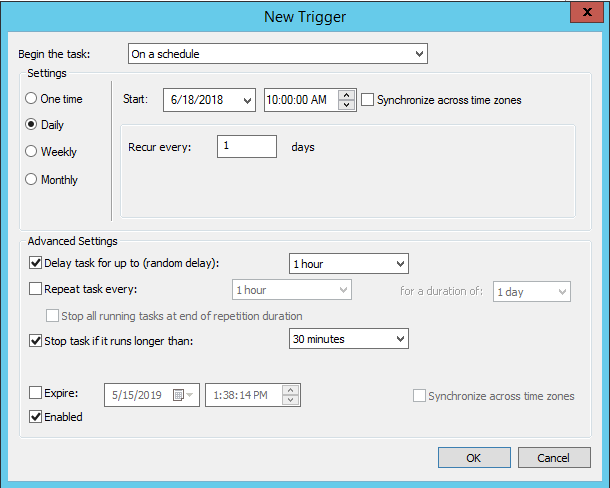 New Trigger
x
Begin the task: On a schedule
Settings
One time
Start: 6/18/2018 10:00:00 AM Synchronize across time zones
Daily
Recur every: 1 days
Weekly
Monthly
Advanced Settings
Delay task for up to (random delay): 1 hour
Repeat task every: 1 hour for a duration of: 1 day
Stop all running tasks at end of repetition duration
Stop task if it runs longer than: 30 minutes
Expire: 5/15/2019 1:38:14 PM Synchronize across time zones
Enabled
OK Cancel